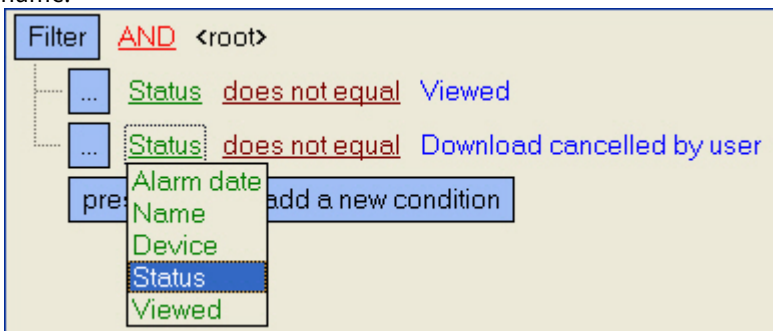 name.
Filter AND <root>
... Status does not equal Viewed
... Status does not equal Download cancelled by user
Alarm date
pre add a new condition
Name
Device
Status
Viewed